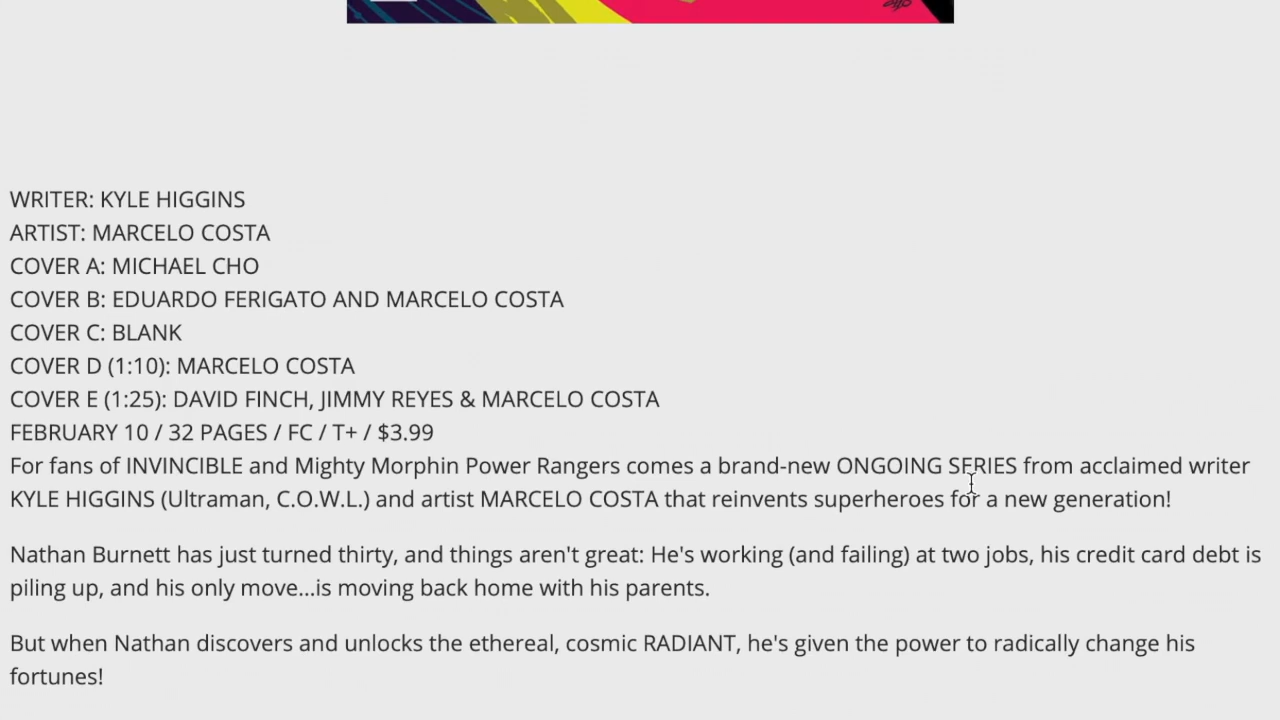 WRITER: KYLE HIGGINS
ARTIST: MARCELO COSTA
COVER A: MICHAEL CHO
COVER B: EDUARDO FERIGATO AND MARCELO COSTA
COVER C: BLANK
COVER D (1:10): MARCELO COSTA
COVER E (1:25): DAVID FINCH, JIMMY REYES & MARCELO COSTA
FEBRUARY 10 / 32 PAGES / FC / T+ / $3.99
For fans of INVINCIBLE and Mighty Morphin Power Rangers comes a brand-new ONGOING SERIES from acclaimed writer
KYLE HIGGINS (Ultraman, C.O.W.L.) and artist MARCELO COSTA that reinvents superheroes for a new generation!
Nathan Burnett has just turned thirty, and things aren't great: He's working (and failing) at two jobs, his credit card debt is
piling up, and his only move...is moving back home with his parents.
But when Nathan discovers and unlocks the ethereal, cosmic RADIANT, he's given the power to radically change his
fortunes!